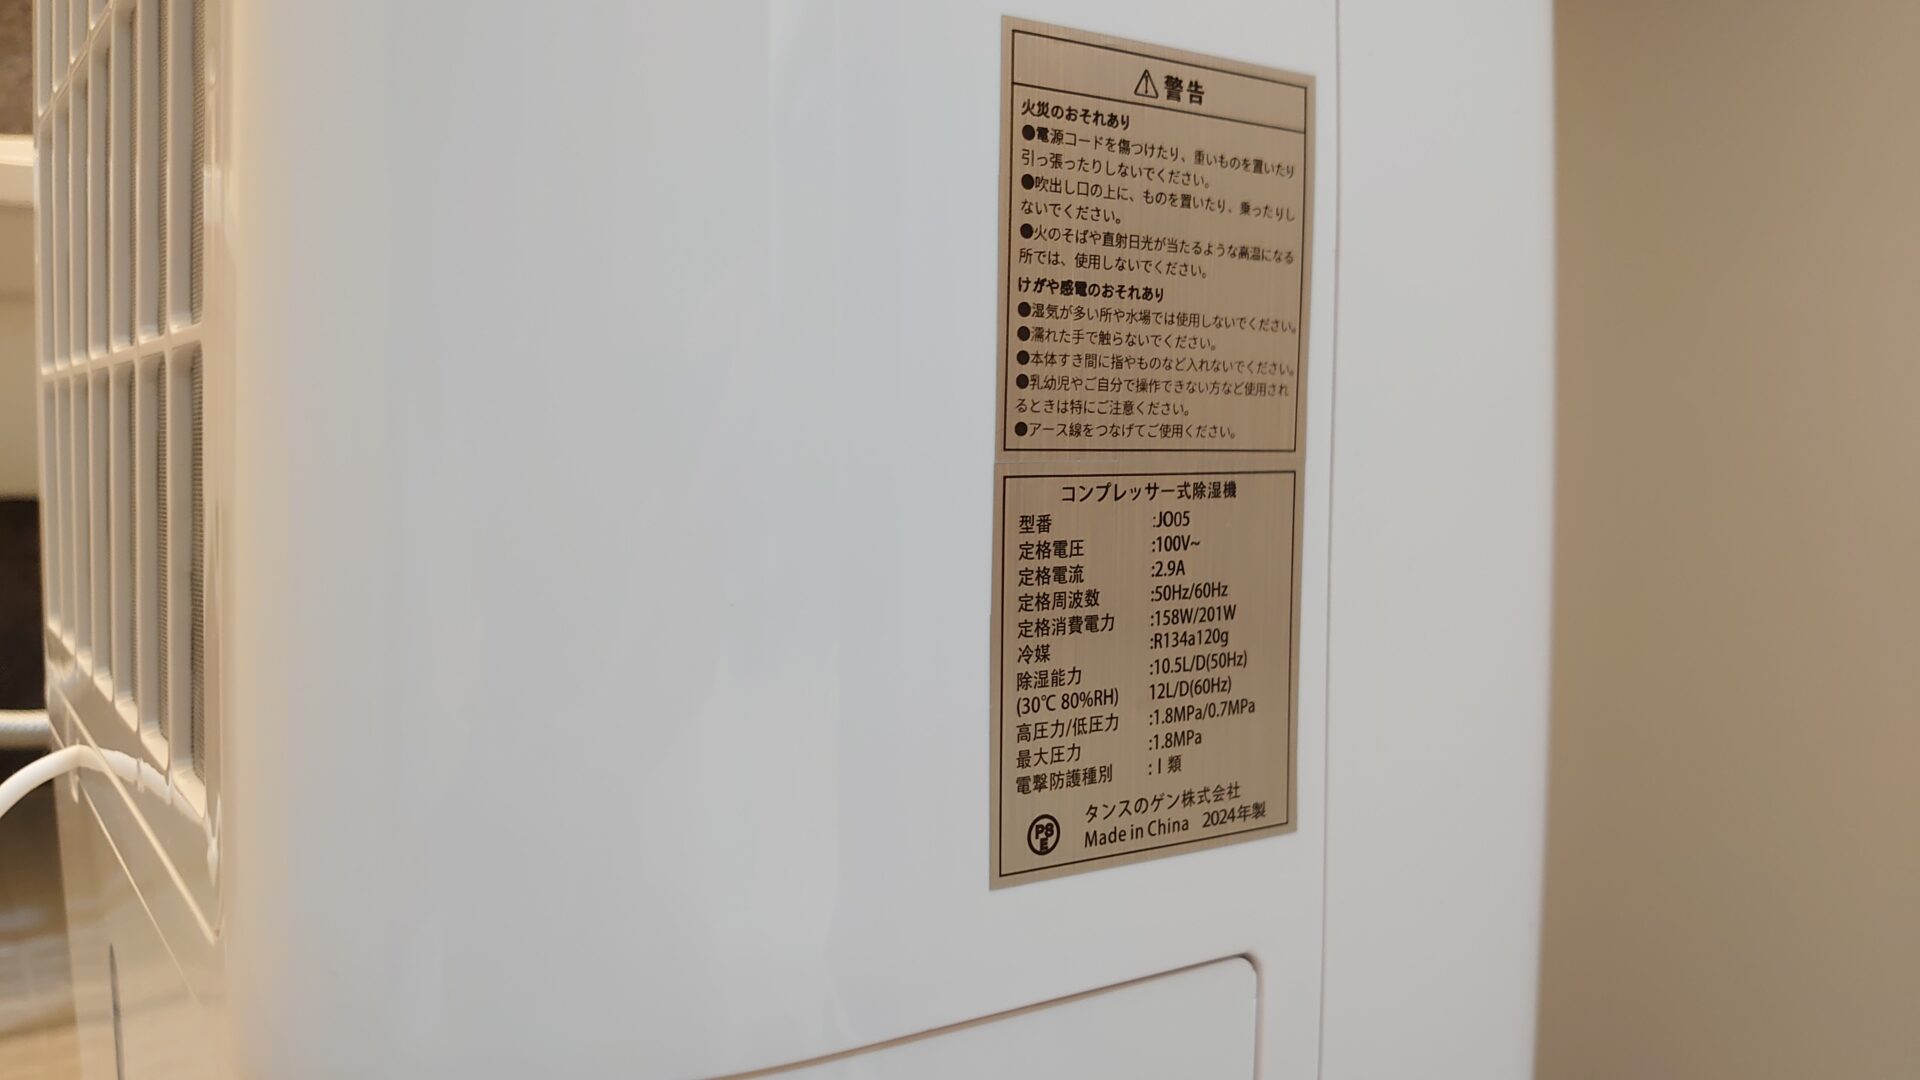 ⚠警告
火災のおそれあり
●電源コードを傷つけたり、重いものを置いたり
引っ張ったりしないでください。
●吹出し口の上に、ものを置いたり、乗ったりし
ないでください。
●火のそばや直射日光が当たるような高温になる
所では、使用しないでください。
けがや感電のおそれあり
●湿気が多い所や水場では使用しないでください。
●濡れた手で触らないでください。
●本体すき間に指やものなど入れないでください。
●乳幼児やご自分で操作できない方など使用され
るときは特にご注意ください。
●アース線をつなげてご使用ください。
コンプレッサー式除湿機
型番 :JO05
定格電圧 :100V~
定格電流 :2.9A
定格周波数 :50Hz/60Hz
定格消費電力 :158W/201W
冷媒 :R134a120g
除湿能力 :10.5L/D(50Hz)
(30℃ 80%RH) 12L/D(60Hz)
高圧力/低圧力 :1.8MPa/0.7MPa
最大圧力 :1.8MPa
電撃防護種別 :I 類
PSE タンスのゲン株式会社
Made in China 2024年製